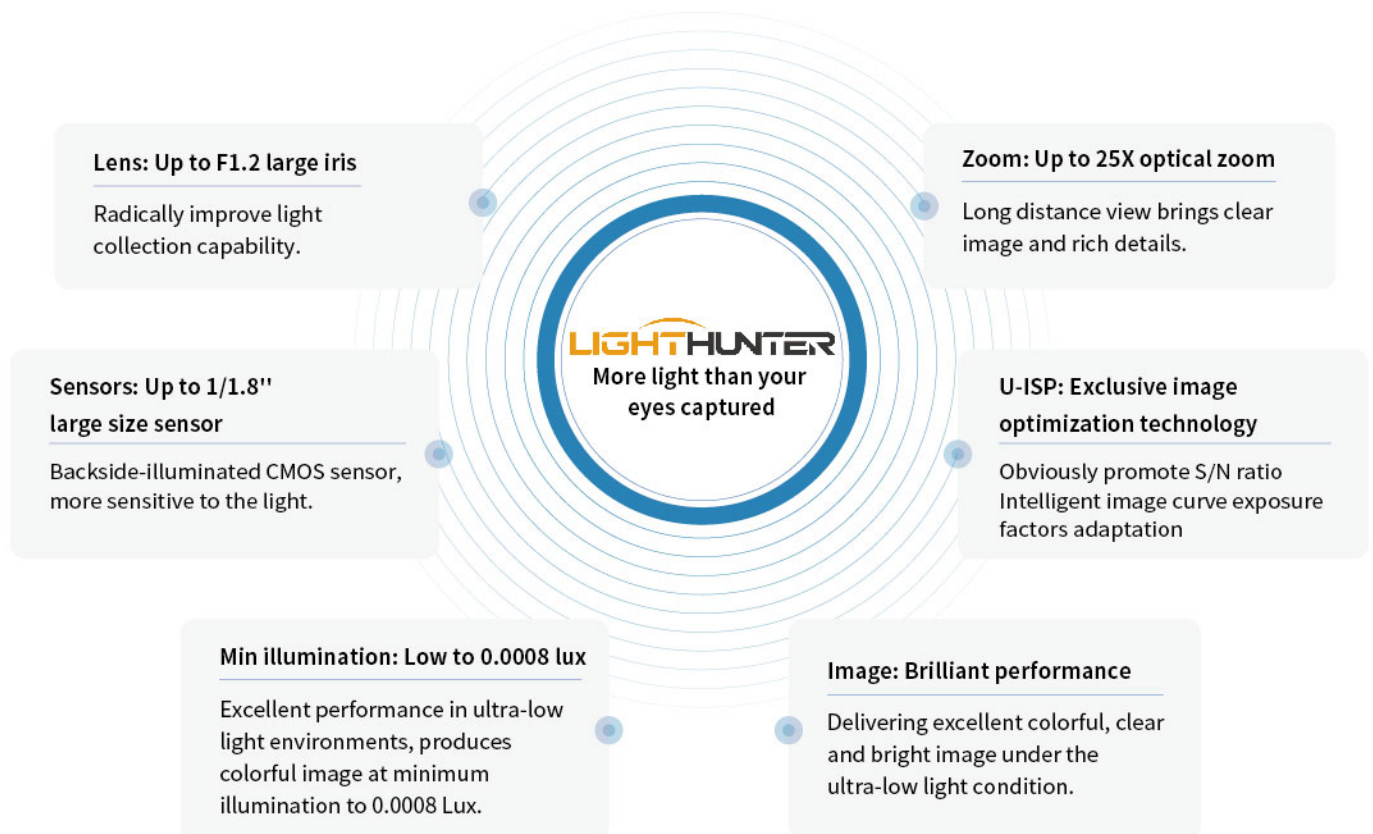 Lens: Up to F1.2 large iris
Radically improve light
collection capability.
Zoom: Up to 25X optical zoom
Long distance view brings clear
image and rich details.
LIGHTHUNTER
More light than your
eyes captured
Sensors: Up to 1/1.8''
large size sensor
Backside-illuminated CMOS sensor,
more sensitive to the light.
U-ISP: Exclusive image
optimization technology
Obviously promote S/N ratio
Intelligent image curve exposure
factors adaptation
Min illumination: Low to 0.0008 lux
Excellent performance in ultra-low
light environments, produces
colorful image at minimum
illumination to 0.0008 Lux.
Image: Brilliant performance
Delivering excellent colorful, clear
and bright image under the
ultra-low light condition.